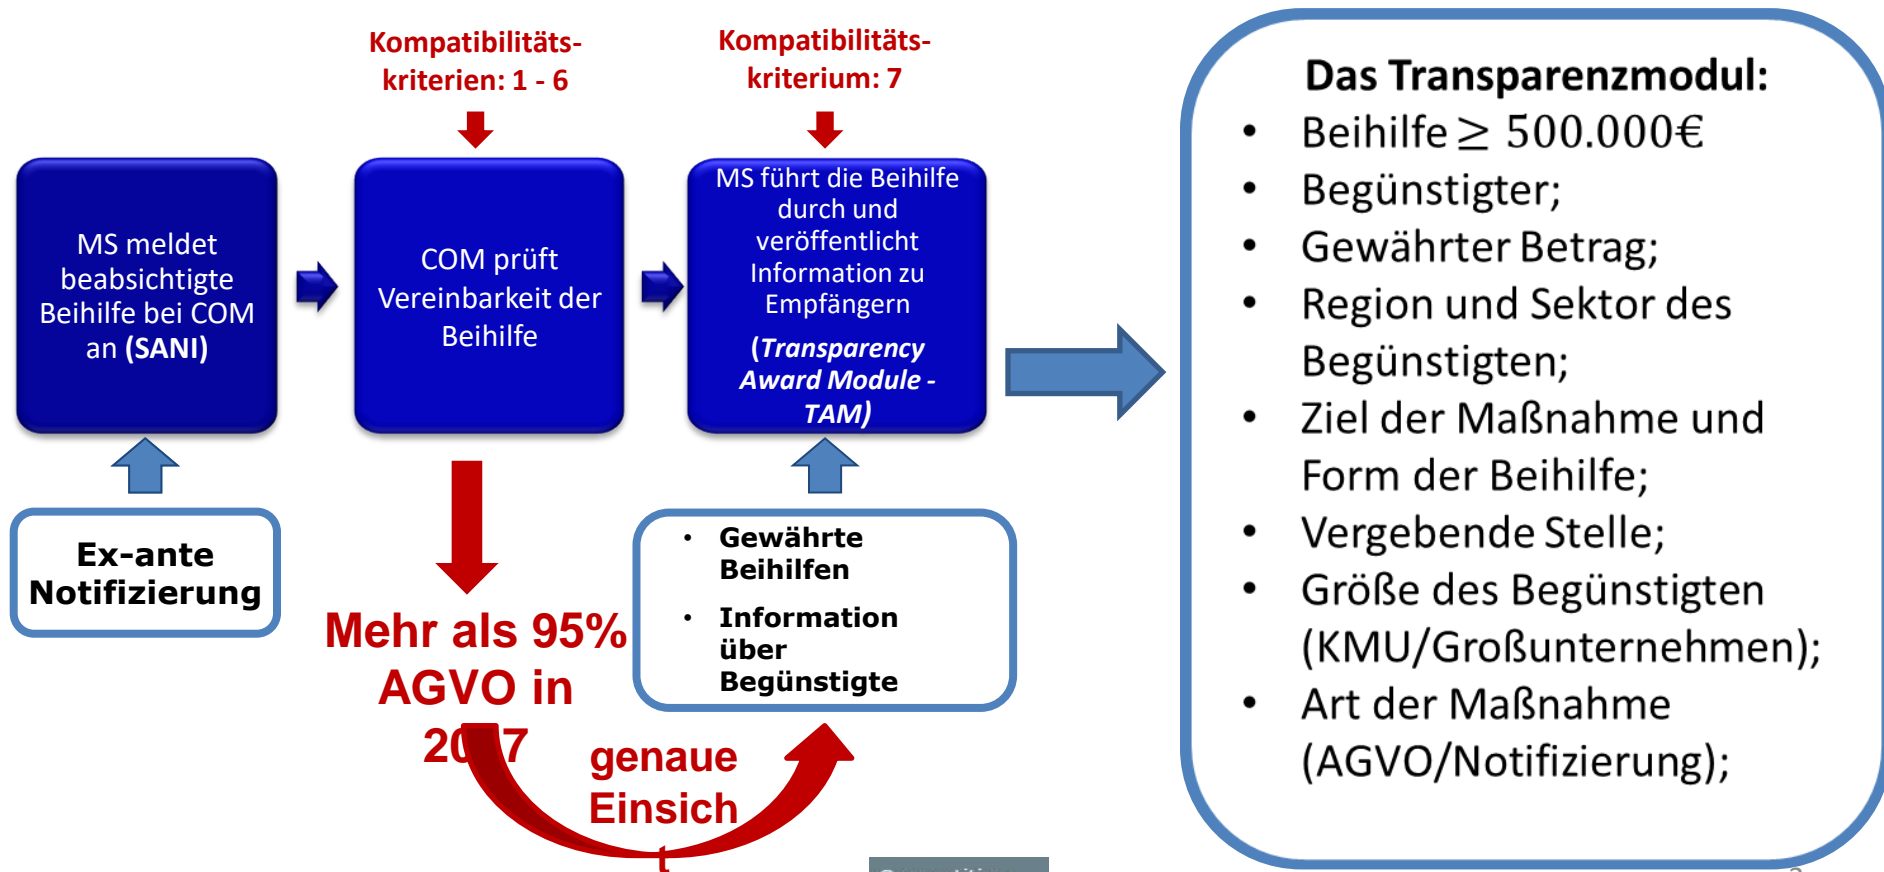 Kompatibilitäts-
kriterien: 1 - 6
Kompatibilitäts-
kriterium: 7
MS meldet
beabsichtigte
Beihilfe bei COM
an (SANI)
COM prüft
Vereinbarkeit der
Beihilfe
MS führt die Beihilfe
durch und
veröffentlicht
Information zu
Empfängern
(Transparency
Award Module -
TAM)
Ex-ante
Notifizierung
Mehr als 95%
AGVO in
• Gewährte
Beihilfen
• Information
über
Begünstigte
genaue
Einsich
t
Das Transparenzmodul:
• Beihilfe ≥ 500.000€
• Begünstigter;
• Gewährter Betrag;
• Region und Sektor des
Begünstigten;
• Ziel der Maßnahme und
Form der Beihilfe;
• Vergebende Stelle;
• Größe des Begünstigten
(KMU/Großunternehmen);
• Art der Maßnahme
(AGVO/Notifizierung);